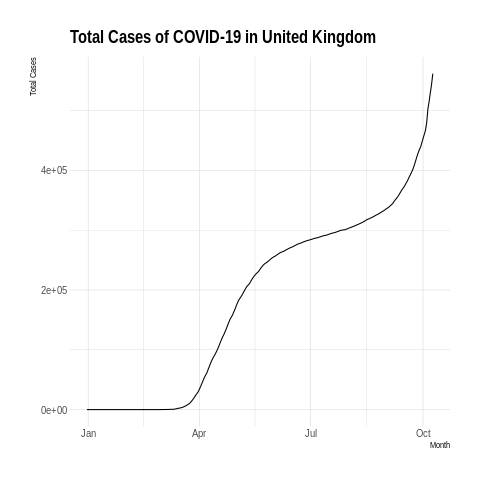 Total Cases of COVID-19 in United Kingdom
Total Cases
4e+05
2e+05
0e+00
Jan Apr Jul Oct
Month